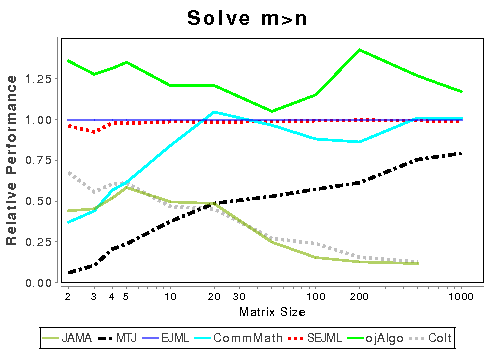 Solve m>n
Relative Performance
1.25
1.00
0.75
0.50
0.25
0.00
2 3 4 5 10 20 30 100 200 1000
Matrix Size
JAMA MTJ EJML CommMath SEJML ojAlgo Colt